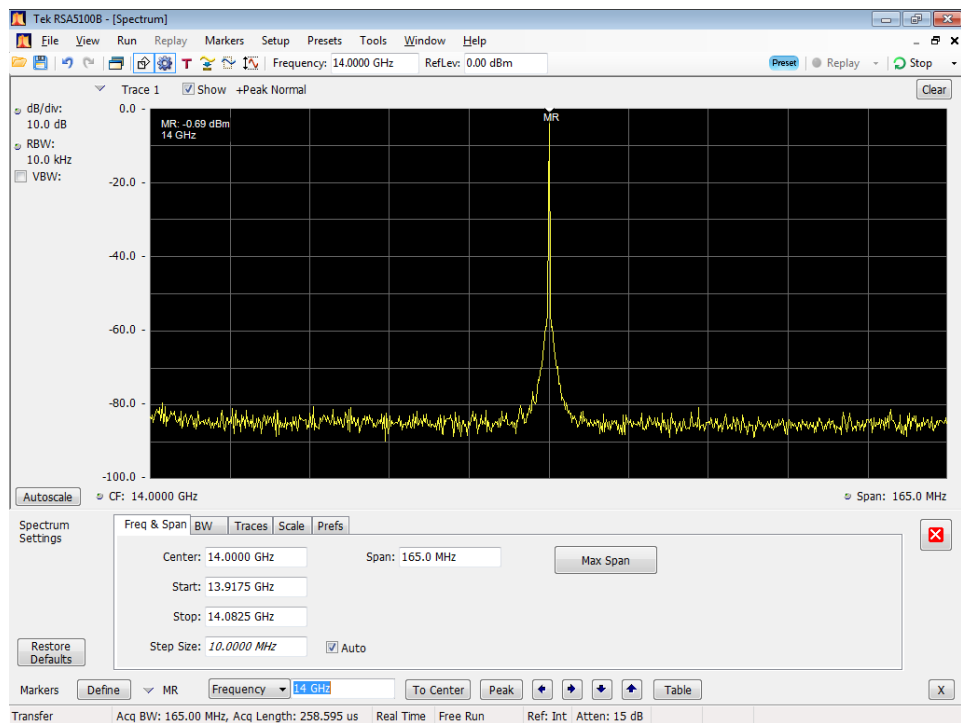 Tek RSA5100B - [Spectrum]
File View Run Replay Markers Setup Presets Tools Window Help
T Frequency: 14.0000 GHz RefLev: 0.00 dBm Preset Replay Stop
Trace 1 Show +Peak Normal Clear
dB/div:
10.0 dB
RBW:
10.0 kHz
VBW:
0.0 -
-20.0 -
-40.0 -
-60.0 -
-80.0 -
-100.0 -
MR: -0.69 dBm
14 GHz
MR
Autoscale CF: 14.0000 GHz Span: 165.0 MHz
Spectrum
Settings
Freq & Span BW Traces Scale Prefs
Center: 14.0000 GHz Span: 165.0 MHz Max Span
Start: 13.9175 GHz
Stop: 14.0825 GHz
Step Size: 10.0000 MHz Auto
Restore
Defaults
Markers Define MR Frequency 14 GHz To Center Peak Table X
Transfer Acq BW: 165.00 MHz, Acq Length: 258.595 us Real Time Free Run Ref: Int Atten: 15 dB